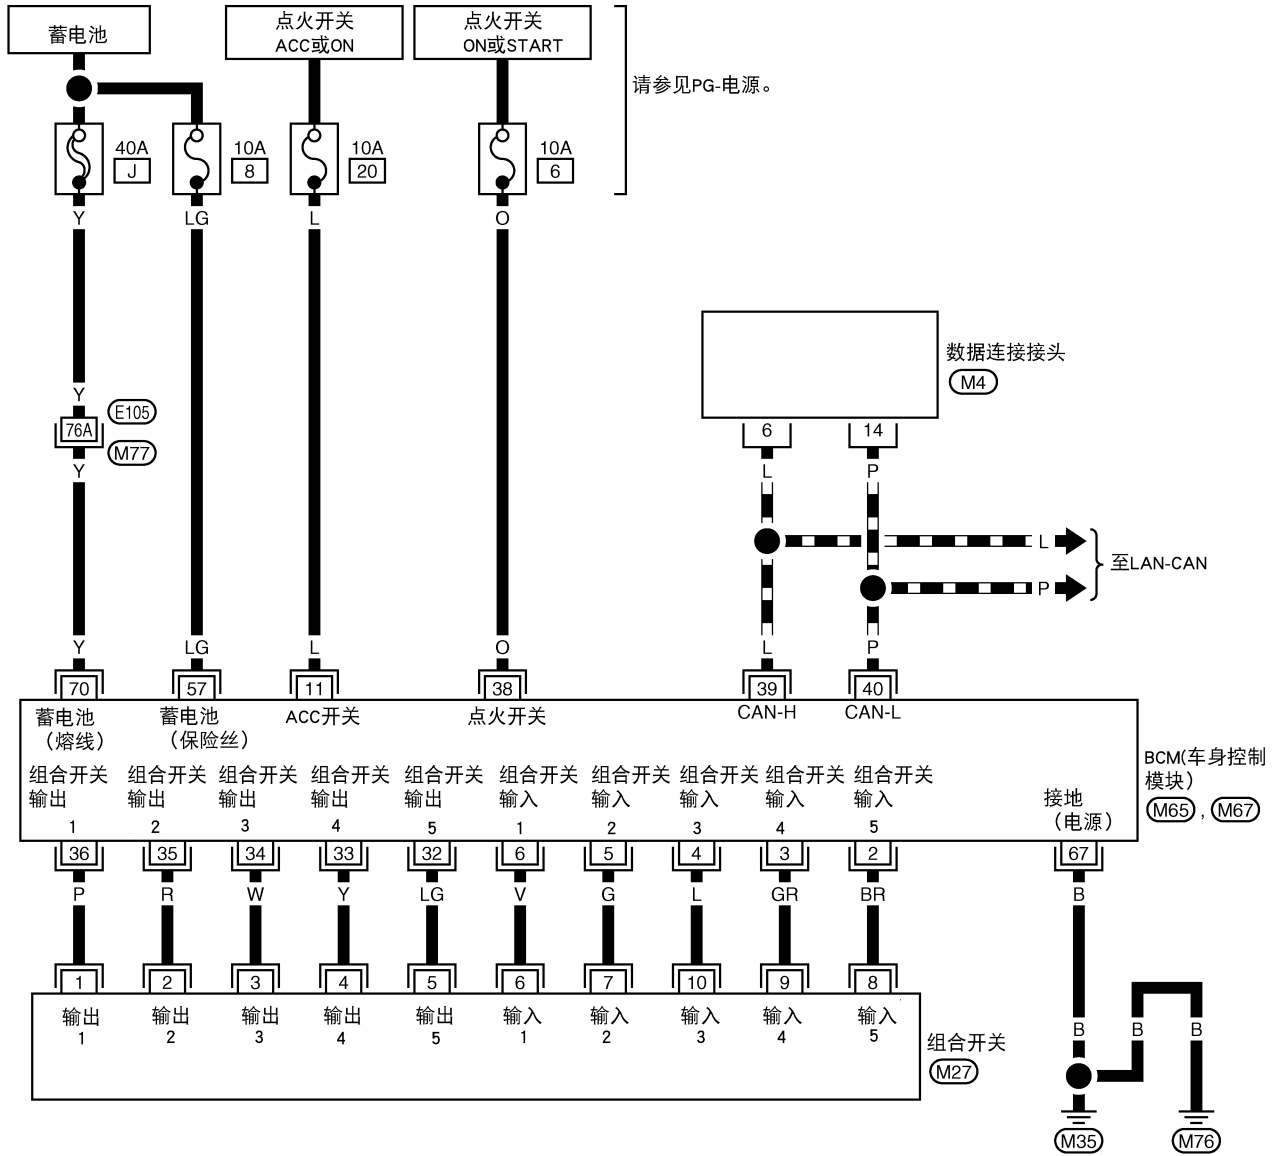 蓄电池
点火开关
ACC或ON
点火开关
ON或START
请参见PG-电源。
40A
J
10A
8
10A
20
10A
6
Y
LG
L
O
Y
76A
E105
M77
Y
数据连接接头
M4
6
14
L
P
L
P
至LAN-CAN
Y
LG
L
O
L
P
70
57
11
38
39
40
蓄电池
(熔线)
蓄电池
(保险丝)
ACC开关
点火开关
CAN-H
CAN-L
组合开关
输出
1
组合开关
输出
2
组合开关
输出
3
组合开关
输出
4
组合开关
输出
5
组合开关
输入
1
组合开关
输入
2
组合开关
输入
3
组合开关
输入
4
组合开关
输入
5
接地
(电源)
BCM(车身控制
模块)
M65 , M67
36
35
34
33
32
6
5
4
3
2
67
P
R
W
Y
LG
V
G
L
GR
BR
B
1
2
3
4
5
6
7
10
9
8
输出
1
输出
2
输出
3
输出
4
输出
5
输入
1
输入
2
输入
3
输入
4
输入
5
组合开关
M27
B
B
B
M35
M76